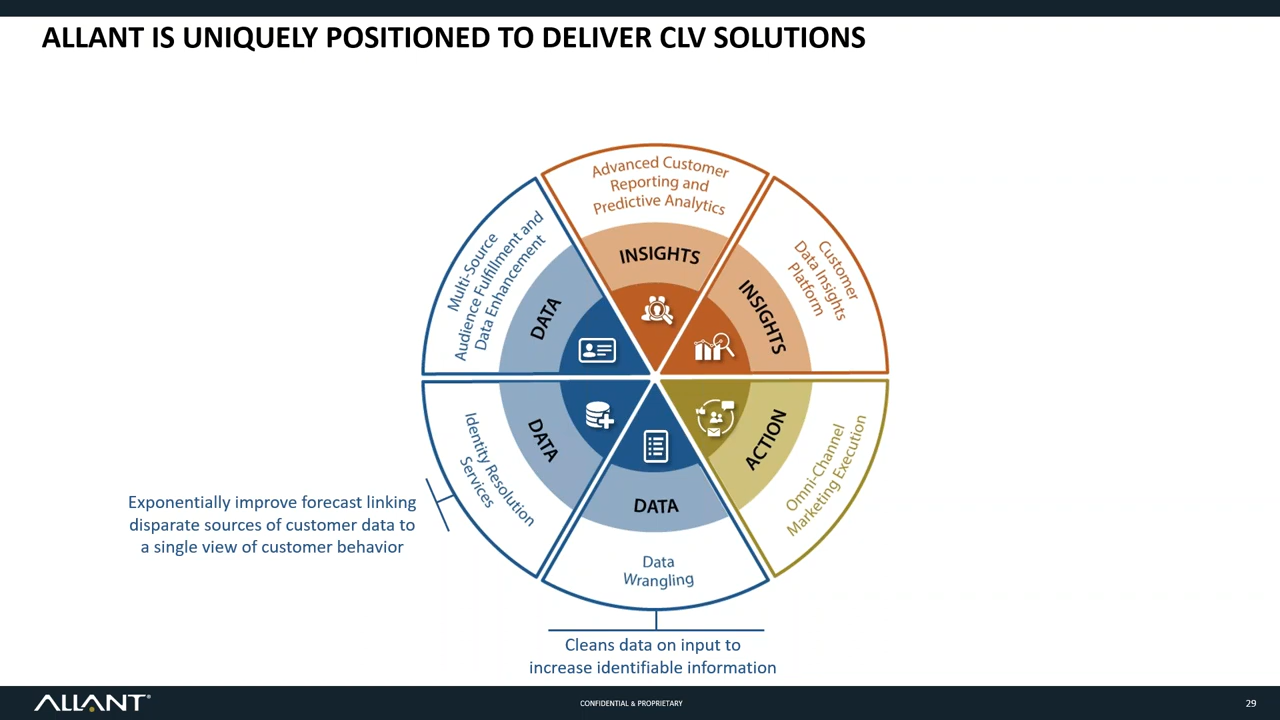 ALLANT IS UNIQUELY POSITIONED TO DELIVER CLV SOLUTIONS
Advanced Customer
Reporting and
Predictive Analytics
INSIGHTS
Customer
Data Insights
Platform
INSIGHTS
Multi-Source
Audience Fulfillment and
Data Enhancement
DATA
Identity Resolution
Services
DATA
Data
Wrangling
DATA
Omni-Channel
Marketing Execution
ACTION
Exponentially improve forecast linking
disparate sources of customer data to
a single view of customer behavior
Cleans data on input to
increase identifiable information
ALLANT®
CONFIDENTIAL & PROPRIETARY
29